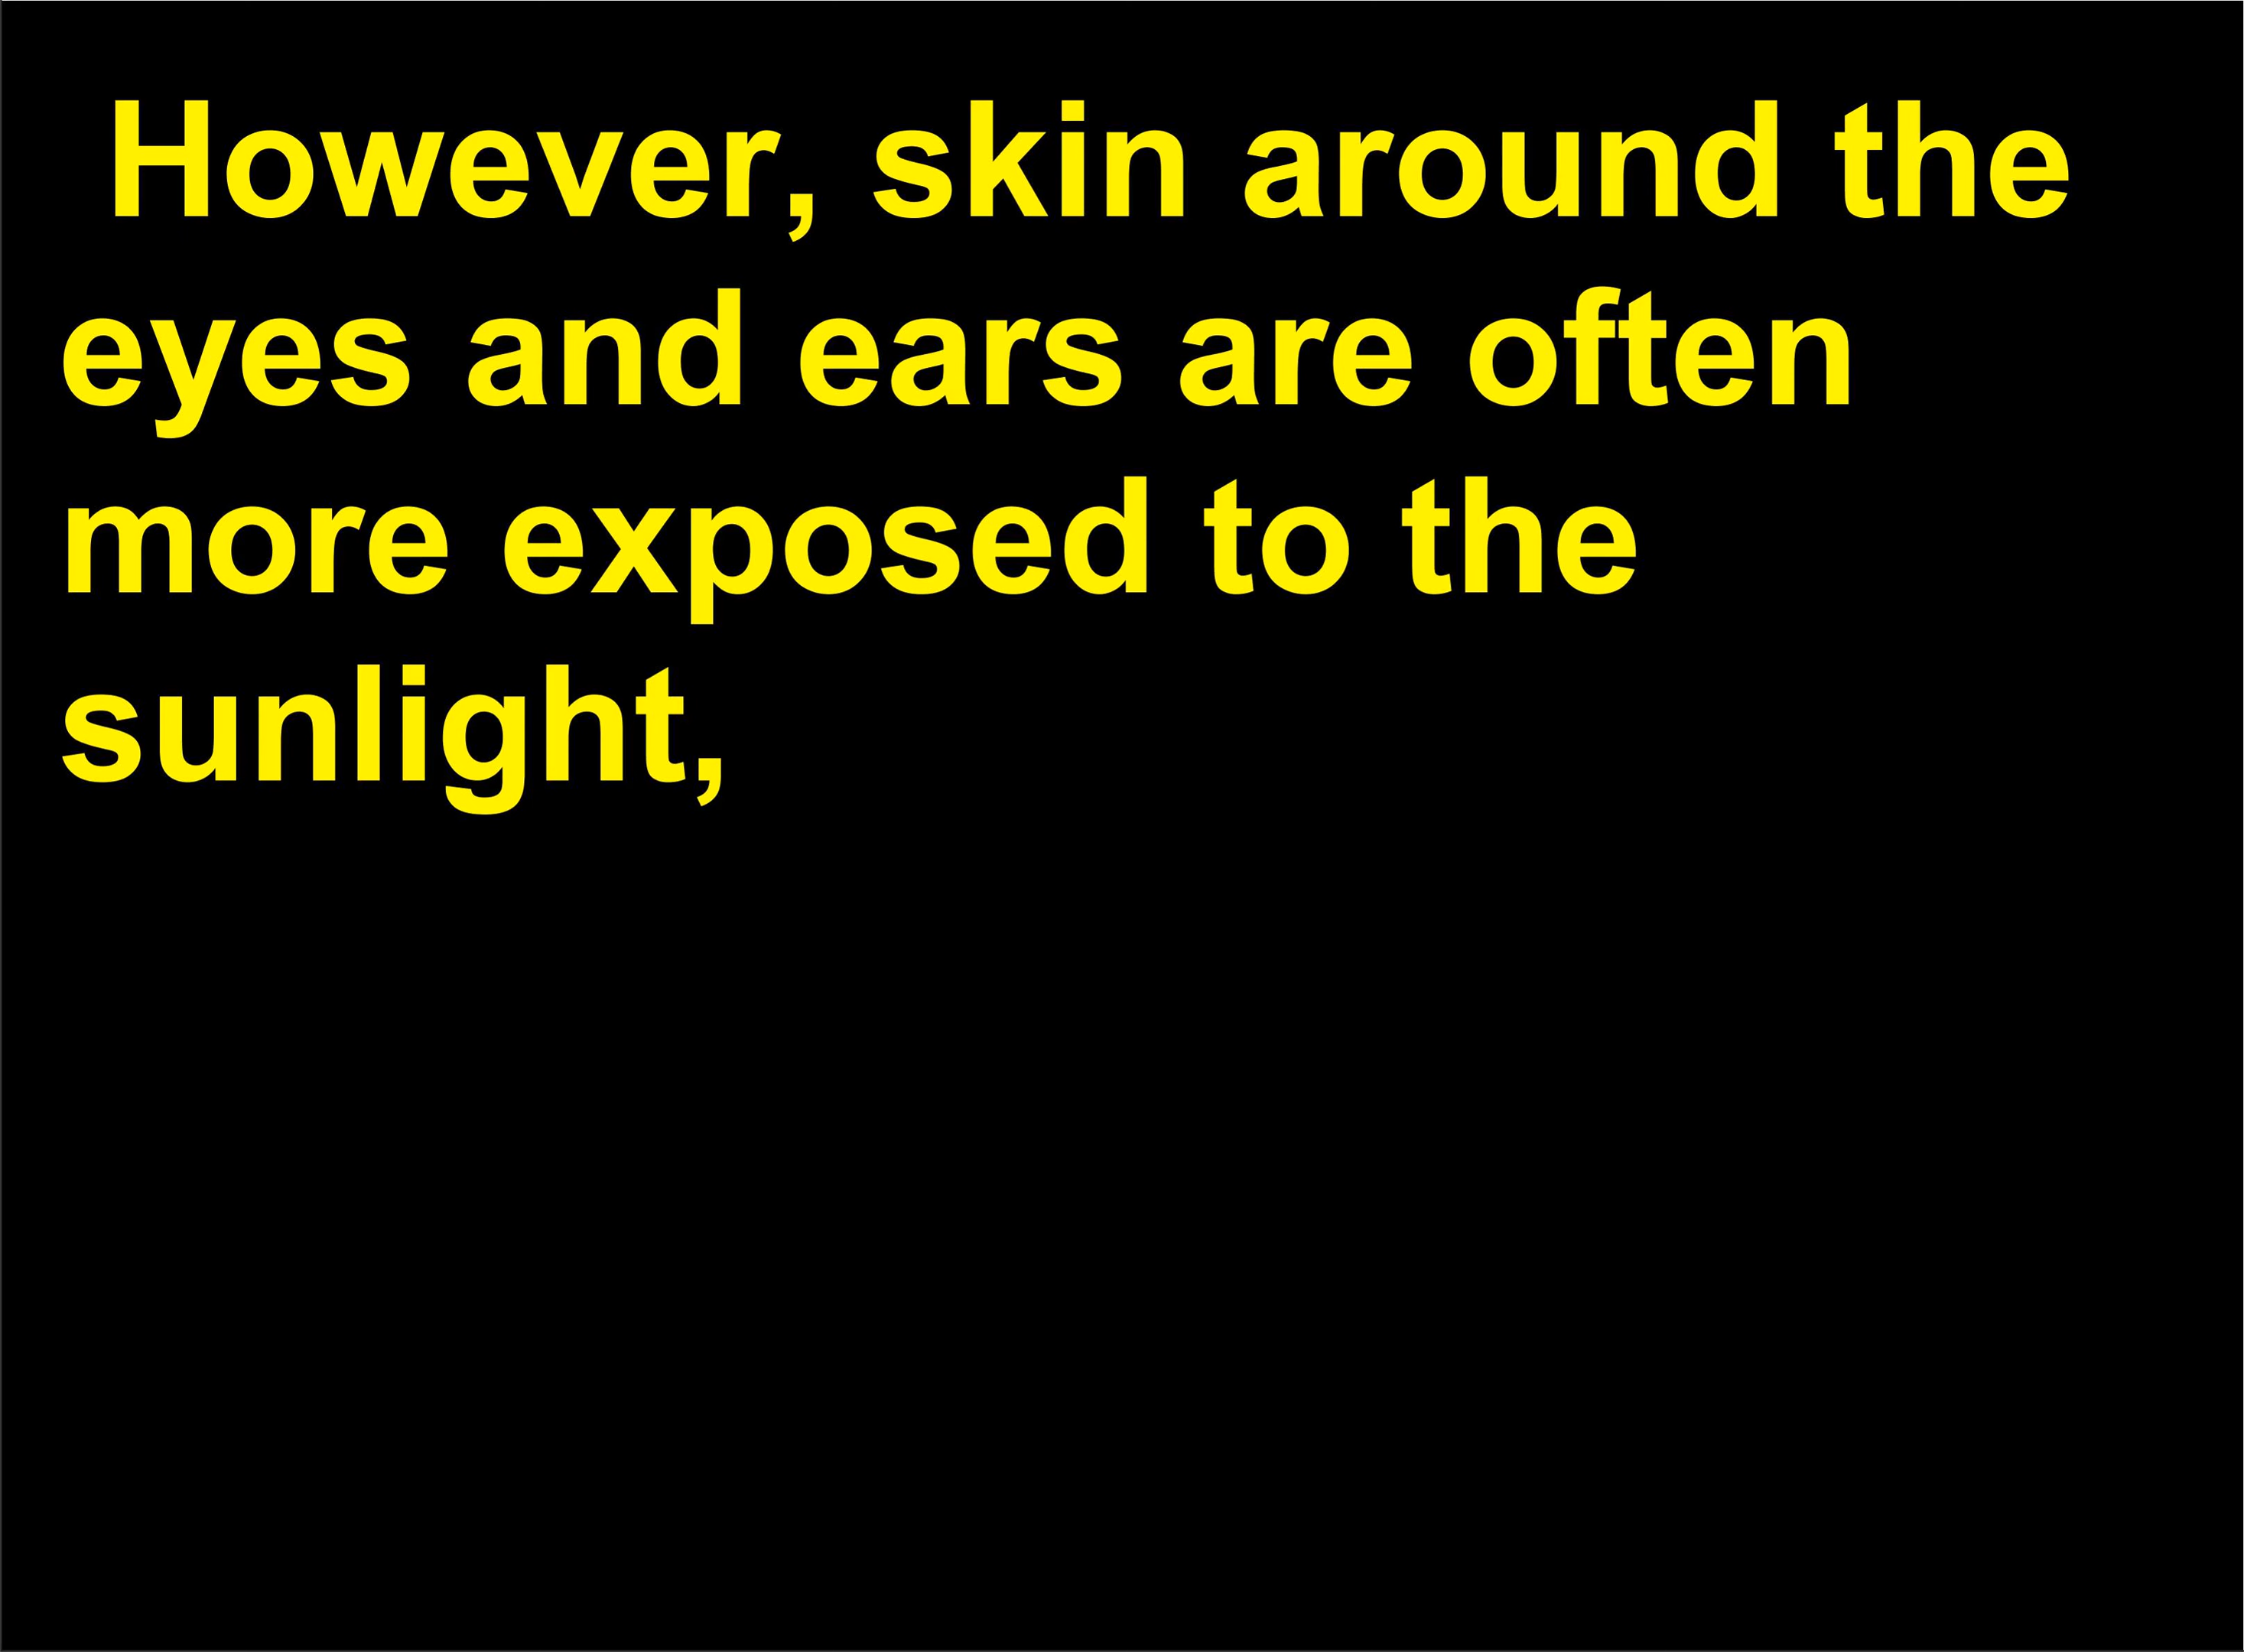 However, skin around the
eyes and ears are often
more exposed to the
sunlight,